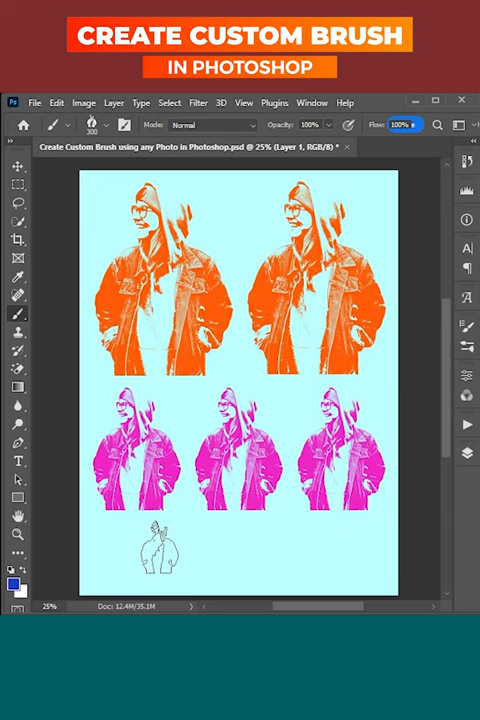 CREATE CUSTOM BRUSH
IN PHOTOSHOP
Ps File Edit Image Layer Type Select Filter 3D View Plugins Window Help
300 Mode: Normal Opacity: 100% Flow: 100%
Create Custom Brush using any Photo in Photoshop.psd @ 25% (Layer 1, RGB/8) *
25% Doc: 12.4M/35.1M